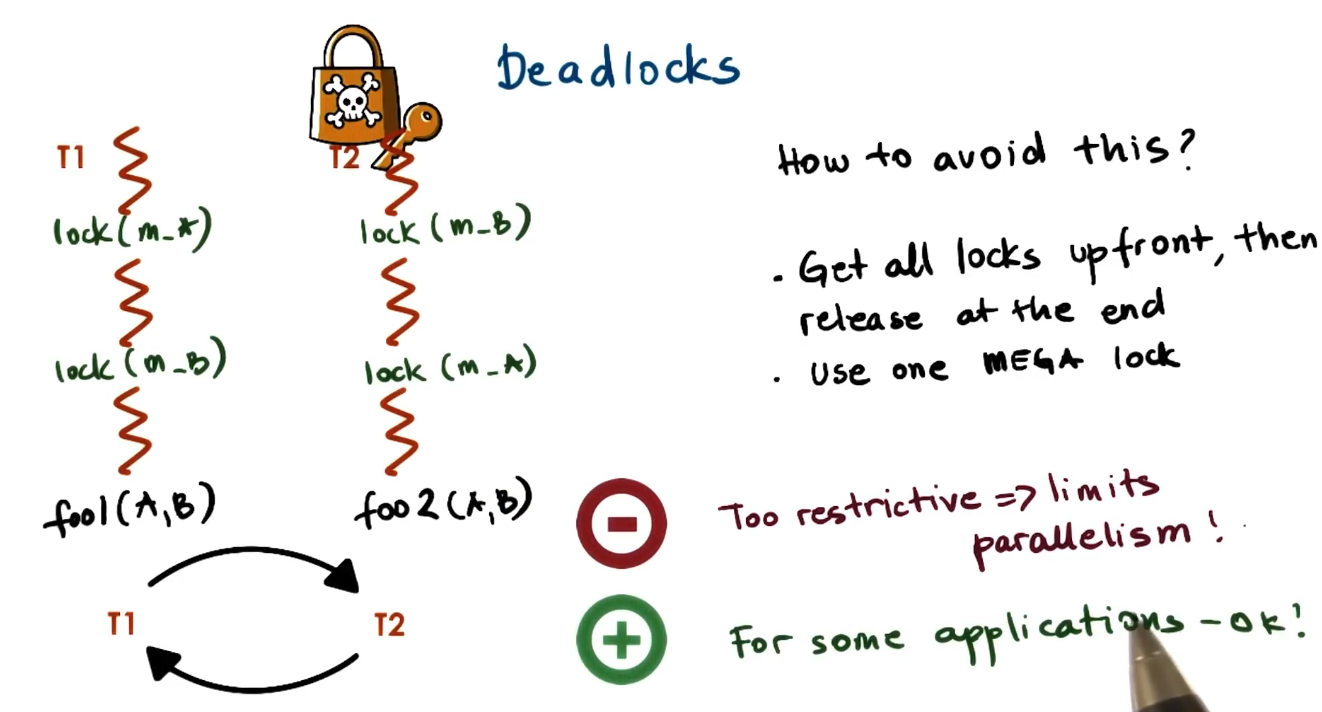 Deadlocks
T1
T2
lock(m_A)
lock (m_B)
lock (m_B)
lock (m_A)
foo1(A,B)
foo2(A,B)
T1
T2
How to avoid this?
. Get all locks upfront, then
release at the end
. Use one MEGA lock
Too restrictive => limits
parallelism!
For some applications - ok!